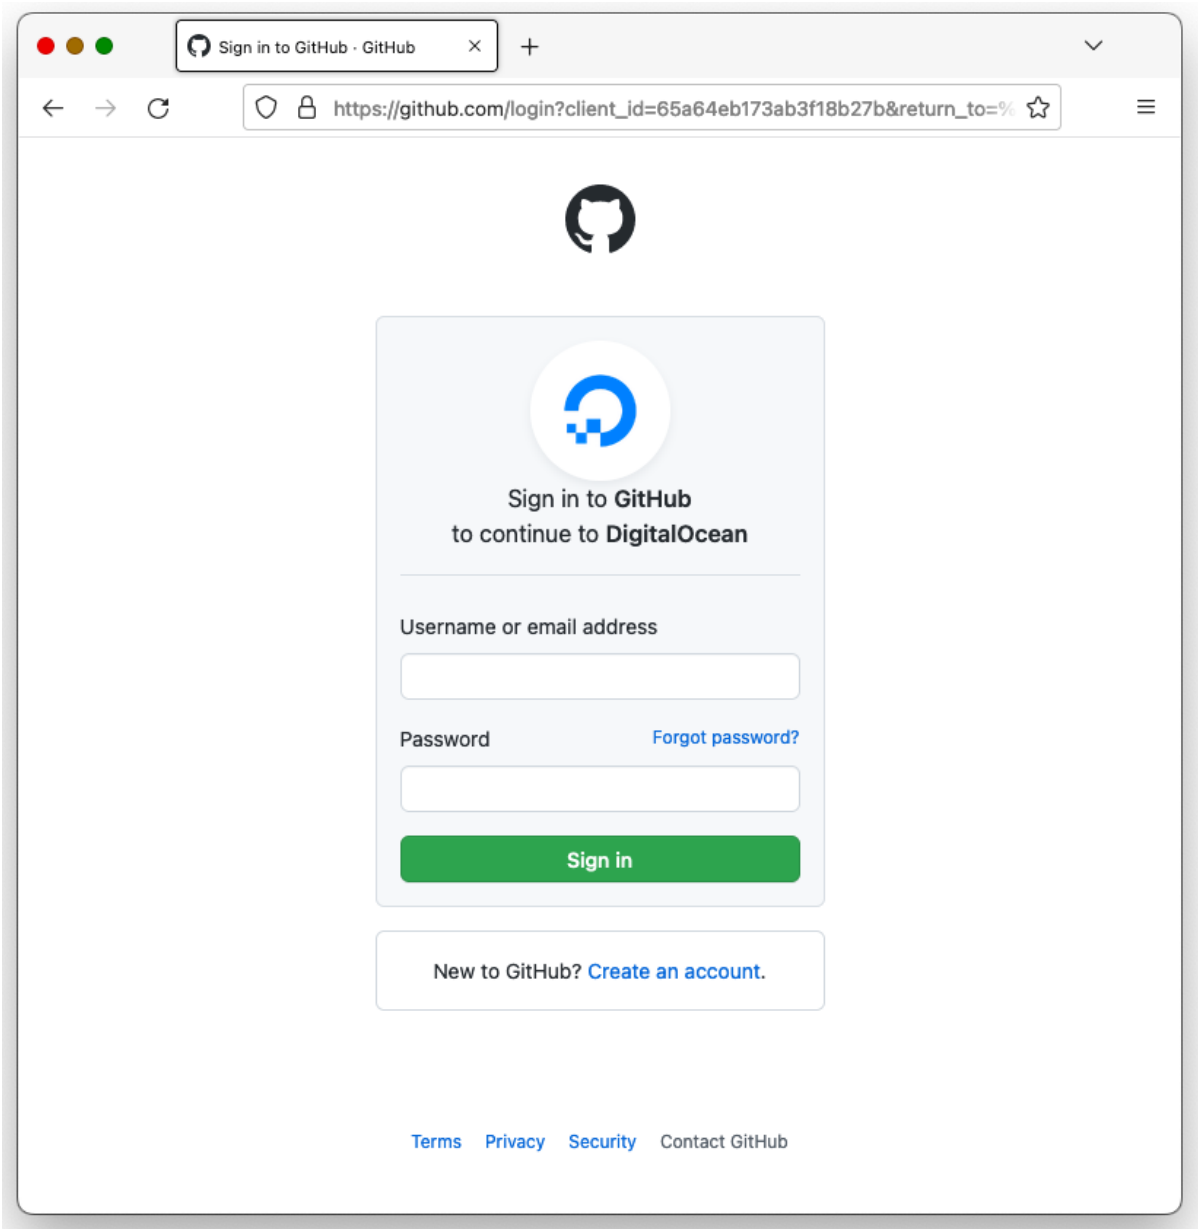 Sign in to GitHub · GitHub
https://github.com/login?client_id=65a64eb173ab3f18b27b&return_to=%
Sign in to GitHub
to continue to DigitalOcean
Username or email address
Password
Forgot password?
Sign in
New to GitHub? Create an account.
Terms Privacy Security Contact GitHub